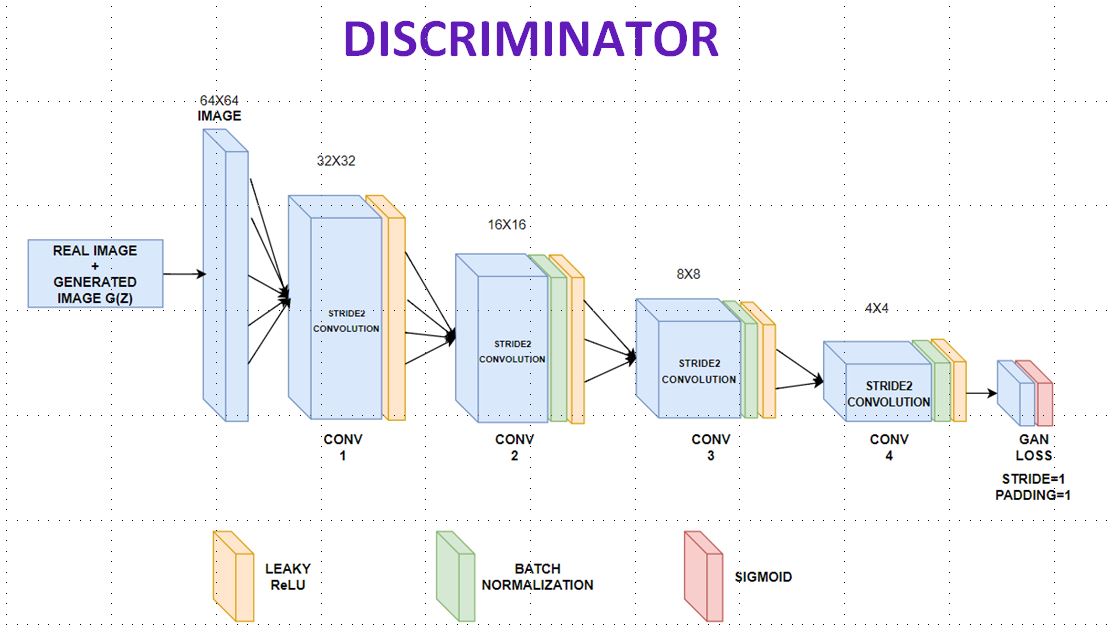 DISCRIMINATOR
64X64
IMAGE
32X32
16X16
8X8
4X4
REAL IMAGE
+
GENERATED
IMAGE G(Z)
STRIDE2
CONVOLUTION
STRIDE2
CONVOLUTION
STRIDE2
CONVOLUTION
STRIDE2
CONVOLUTION
CONV
1
CONV
2
CONV
3
CONV
4
GAN
LOSS
STRIDE=1
PADDING=1
LEAKY
ReLU
BATCH
NORMALIZATION
SIGMOID